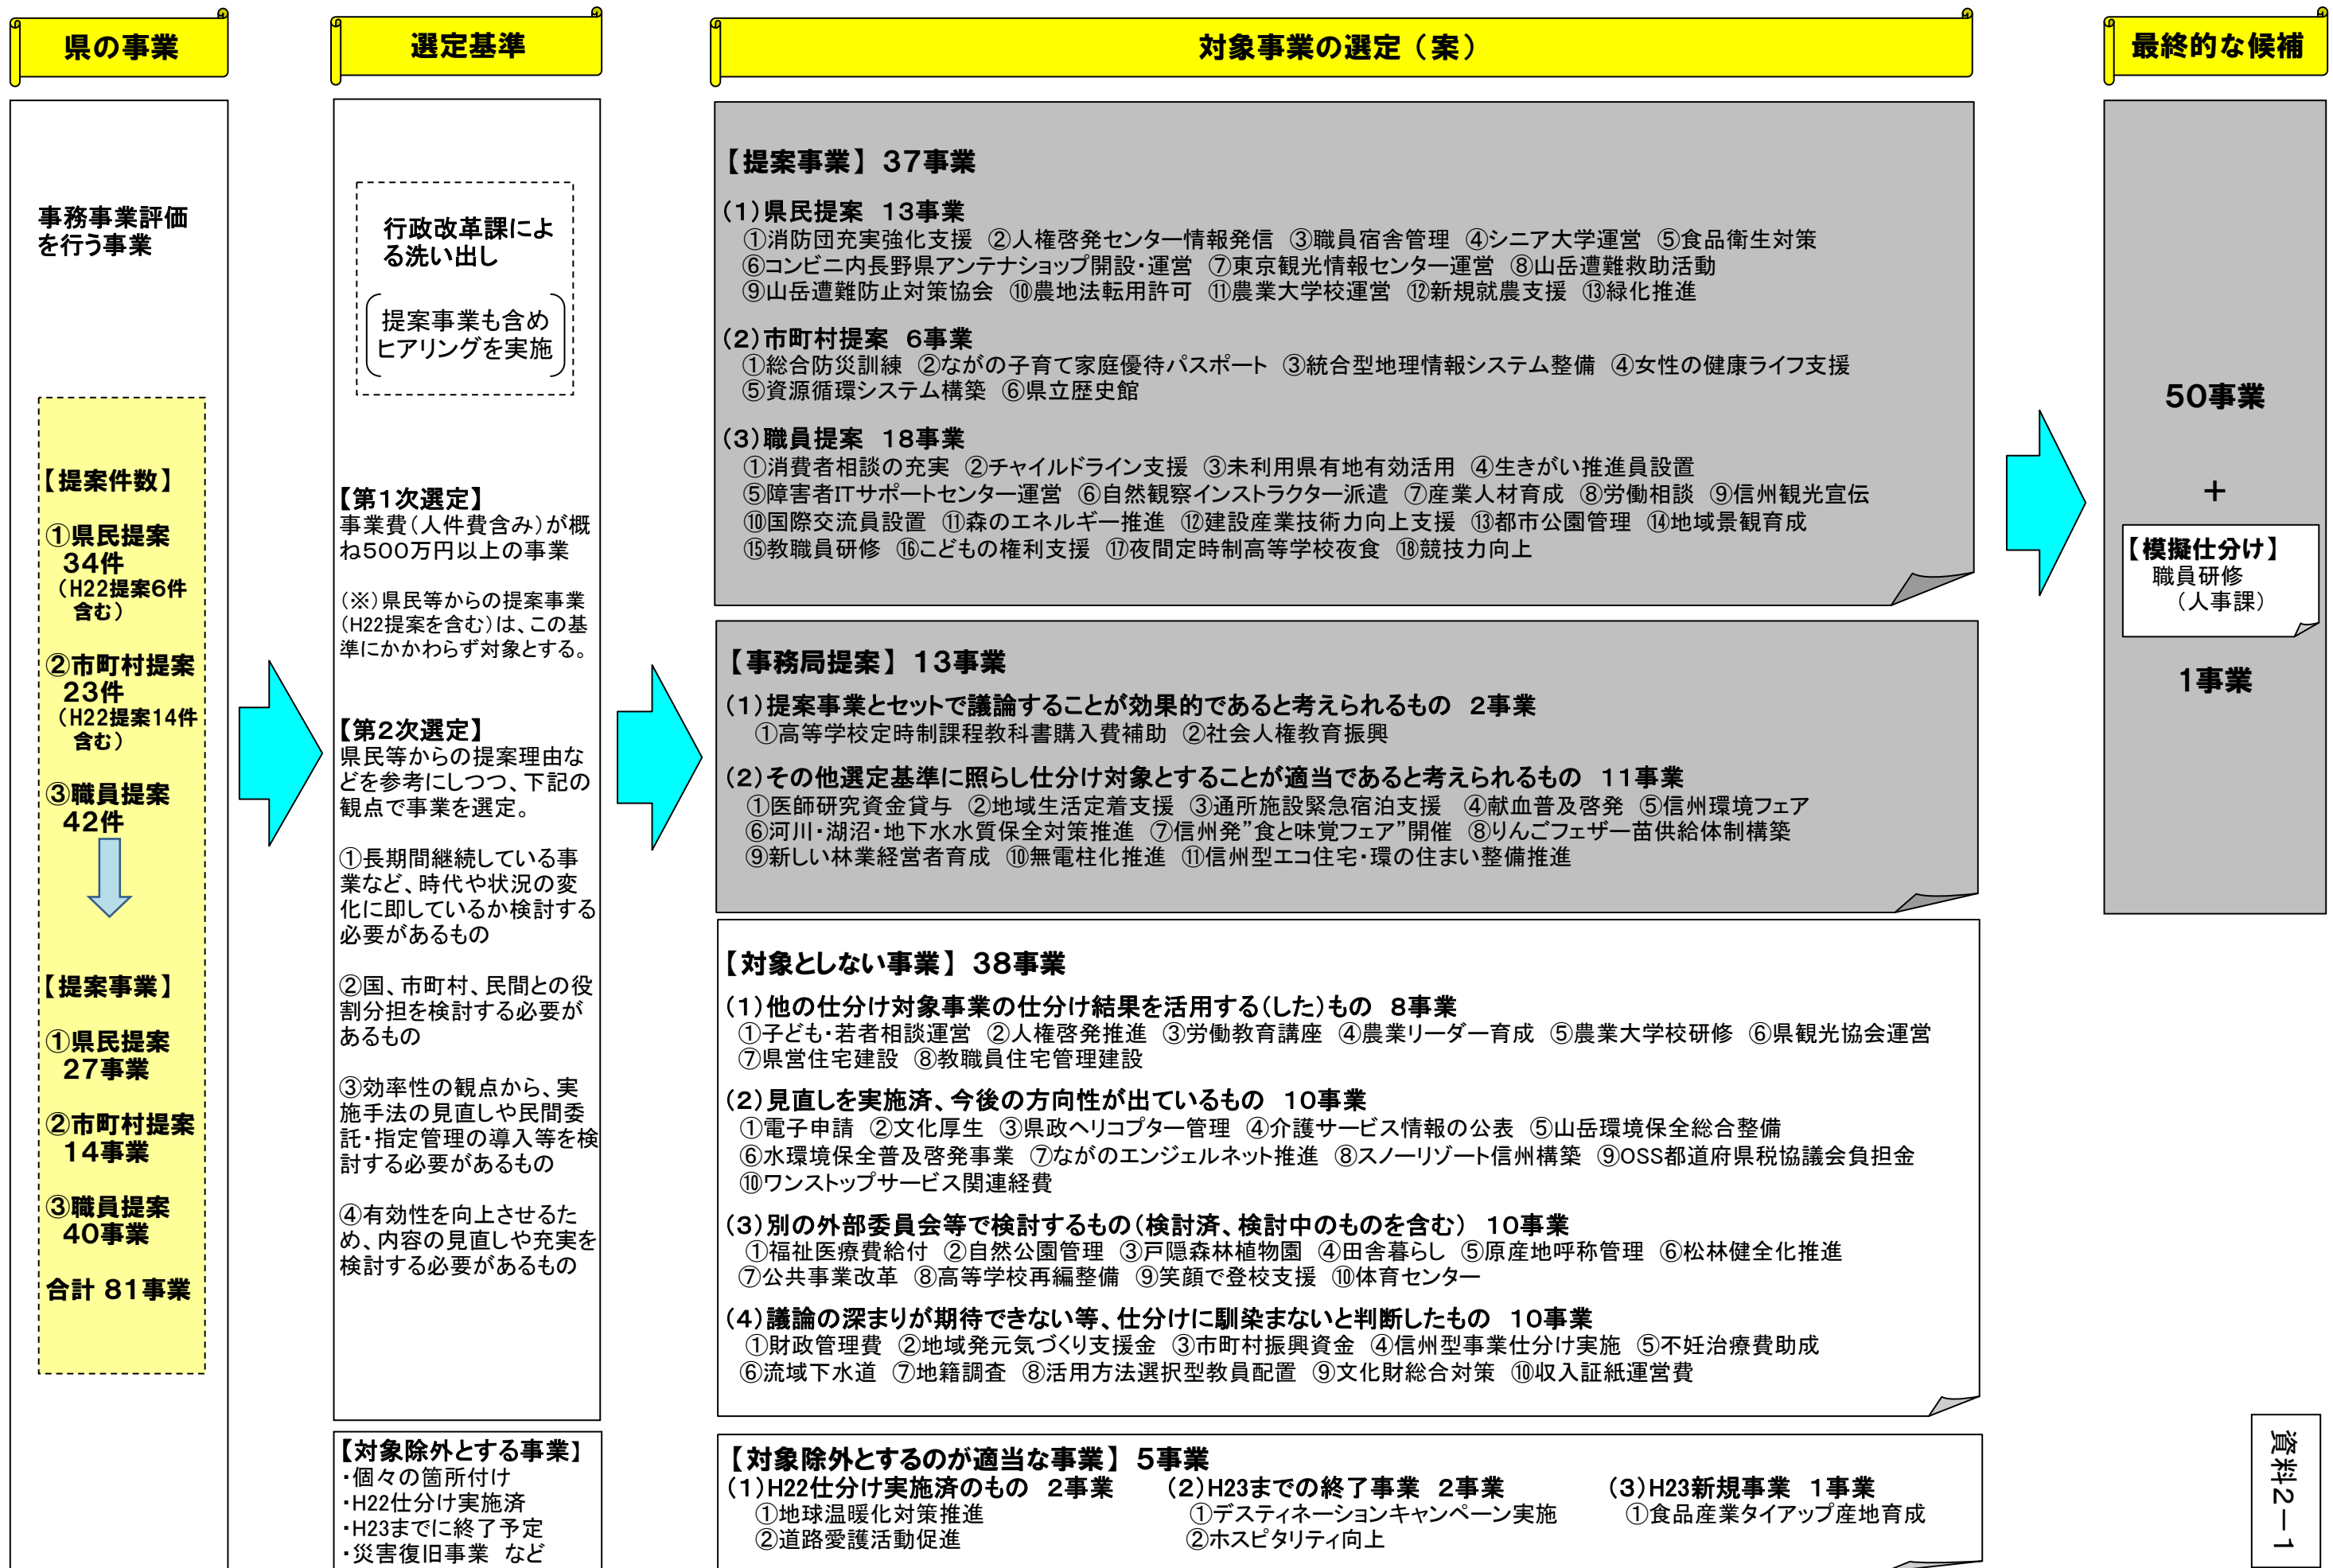 県の事業
選定基準
対象事業の選定（案）
最終的な候補
事務事業評価
を行う事業
【提案件数】
①県民提案
34件
（H22提案6件
含む）
②市町村提案
23件
（H22提案14件
含む）
③職員提案
42件
【提案事業】
①県民提案
27事業
②市町村提案
14事業
③職員提案
40事業
合計 81事業
行政改革課によ
る洗い出し
提案事業も含め
ヒアリングを実施
【第1次選定】
事業費（人件費含み）が概
ね500万円以上の事業
（※）県民等からの提案事業
（H22提案を含む）は、この基
準にかかわらず対象とする。
【第2次選定】
県民等からの提案理由な
どを参考にしつつ、下記の
観点で事業を選定。
①長期間継続している事
業など、時代や状況の変
化に即しているか検討する
必要があるもの
②国、市町村、民間との役
割分担を検討する必要が
あるもの
③効率性の観点から、実
施手法の見直しや民間委
託・指定管理の導入等を検
討する必要があるもの
④有効性を向上させるた
め、内容の見直しや充実を
検討する必要があるもの
【対象除外とする事業】
・個々の箇所付け
・H22仕分け実施済
・H23までに終了予定
・災害復旧事業 など
【提案事業】 37事業
（1）県民提案 13事業
①消防団充実強化支援 ②人権啓発センター情報発信 ③職員宿舎管理 ④シニア大学運営 ⑤食品衛生対策
⑥コンビニ内長野県アンテナショップ開設・運営 ⑦東京観光情報センター運営 ⑧山岳遭難救助活動
⑨山岳遭難防止対策協会 ⑩農地法転用許可 ⑪農業大学校運営 ⑫新規就農支援 ⑬緑化推進
（2）市町村提案 6事業
①総合防災訓練 ②ながの子育て家庭優待パスポート ③統合型地理情報システム整備 ④女性の健康ライフ支援
⑤資源循環システム構築 ⑥県立歴史館
（3）職員提案 18事業
①消費者相談の充実 ②チャイルドライン支援 ③未利用県有地有効活用 ④生きがい推進員設置
⑤障害者ITサポートセンター運営 ⑥自然観察インストラクター派遣 ⑦産業人材育成 ⑧労働相談 ⑨信州観光宣伝
⑩国際交流員設置 ⑪森のエネルギー推進 ⑫建設産業技術力向上支援 ⑬都市公園管理 ⑭地域景観育成
⑮教職員研修 ⑯こどもの権利支援 ⑰夜間定時制高等学校夜食 ⑱競技力向上
【事務局提案】 13事業
（1）提案事業とセットで議論することが効果的であると考えられるもの 2事業
①高等学校定時制課程教科書購入費補助 ②社会人権教育振興
（2）その他選定基準に照らし仕分け対象とすることが適当であると考えられるもの 11事業
①医師研究資金貸与 ②地域生活定着支援 ③通所施設緊急宿泊支援 ④献血普及啓発 ⑤信州環境フェア
⑥河川・湖沼・地下水水質保全対策推進 ⑦信州発”食と味覚フェア”開催 ⑧りんごフェザー苗供給体制構築
⑨新しい林業経営者育成 ⑩無電柱化推進 ⑪信州型エコ住宅・環の住まい整備推進
【対象としない事業】 38事業
（1）他の仕分け対象事業の仕分け結果を活用する（した）もの 8事業
①子ども・若者相談運営 ②人権啓発推進 ③労働教育講座 ④農業リーダー育成 ⑤農業大学校研修 ⑥県観光協会運営
⑦県営住宅建設 ⑧教職員住宅管理建設
（2）見直しを実施済、今後の方向性が出ているもの 10事業
①電子申請 ②文化厚生 ③県政ヘリコプター管理 ④介護サービス情報の公表 ⑤山岳環境保全総合整備
⑥水環境保全普及啓発事業 ⑦ながのエンジェルネット推進 ⑧スノーリゾート信州構築 ⑨OSS都道府県税協議会負担金
⑩ワンストップサービス関連経費
（3）別の外部委員会等で検討するもの（検討済、検討中のものを含む） 10事業
①福祉医療費給付 ②自然公園管理 ③戸隠森林植物園 ④田舎暮らし ⑤原産地呼称管理 ⑥松林健全化推進
⑦公共事業改革 ⑧高等学校再編整備 ⑨笑顔で登校支援 ⑩体育センター
（4）議論の深まりが期待できない等、仕分けに馴染まないと判断したもの 10事業
①財政管理費 ②地域発元気づくり支援金 ③市町村振興資金 ④信州型事業仕分け実施 ⑤不妊治療費助成
⑥流域下水道 ⑦地籍調査 ⑧活用方法選択型教員配置 ⑨文化財総合対策 ⑩収入証紙運営費
【対象除外とするのが適当な事業】 5事業
（1）H22仕分け実施済のもの 2事業
①地球温暖化対策推進
②道路愛護活動促進
（2）H23までの終了事業 2事業
①デスティネーションキャンペーン実施
②ホスピタリティ向上
（3）H23新規事業 1事業
①食品産業タイアップ産地育成
50事業
＋
【模擬仕分け】
職員研修
（人事課）
1事業
資料2－1